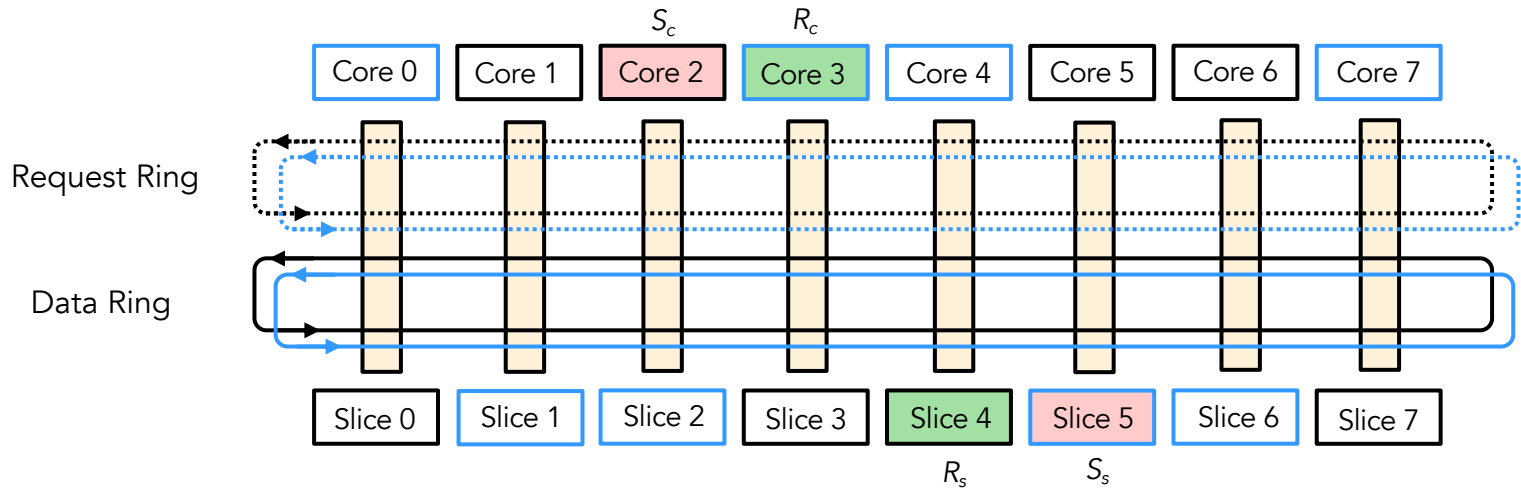 S_c R_c
Core 0 Core 1 Core 2 Core 3 Core 4 Core 5 Core 6 Core 7
Request Ring
Data Ring
Slice 0 Slice 1 Slice 2 Slice 3 Slice 4 Slice 5 Slice 6 Slice 7
R_s S_s